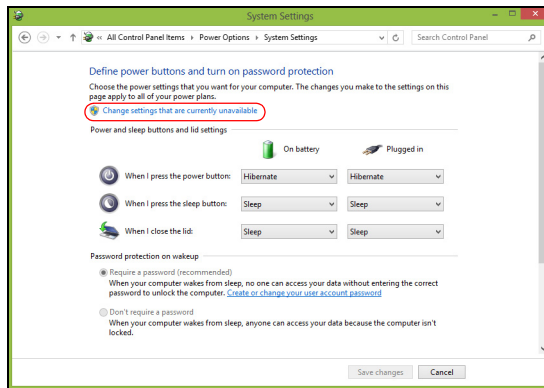 System Settings
« All Control Panel Items › Power Options › System Settings
Search Control Panel
Define power buttons and turn on password protection
Choose the power settings that you want for your computer. The changes you make to the settings on this
page apply to all of your power plans.
Change settings that are currently unavailable
Power and sleep buttons and lid settings
On battery Plugged in
When I press the power button: Hibernate Hibernate
When I press the sleep button: Sleep Sleep
When I close the lid: Sleep Sleep
Password protection on wakeup
Require a password (recommended)
When your computer wakes from sleep, no one can access your data without entering the correct
password to unlock the computer. Create or change your user account password
Don't require a password
When your computer wakes from sleep, anyone can access your data because the computer isn't
locked.
Save changes Cancel